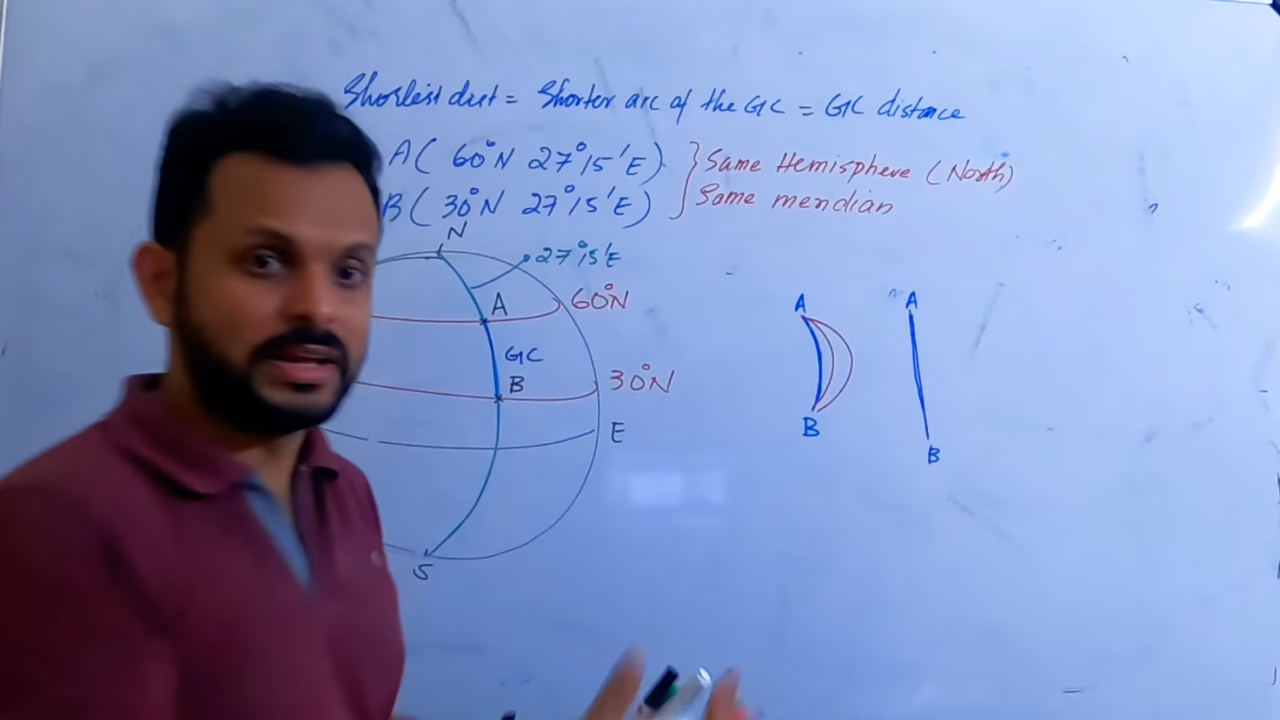 Shortest dist = Shorter arc of the GC = GC distance
A( 60°N 27°15'E) } Same Hemisphere (North)
B( 30°N 27°15'E) } Same meridian
N
27°15'E
A
60°N
GC
B
30°N
E
S
A
B
A
B